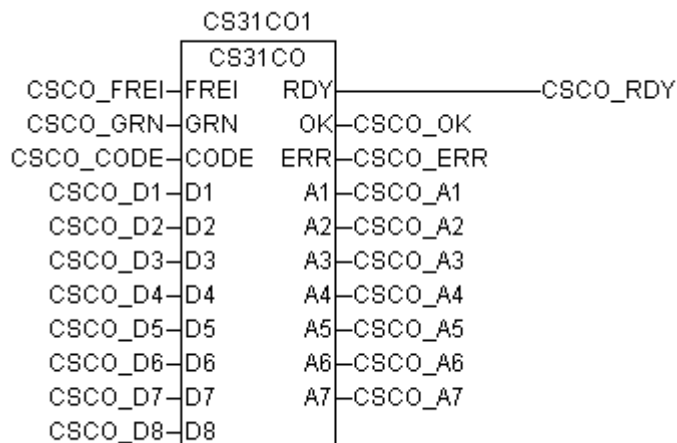 CS31CO1
CS31CO
CSCO_FREI FREI RDY CSCO_RDY
CSCO_GRN GRN OK CSCO_OK
CSCO_CODE CODE ERR CSCO_ERR
CSCO_D1 D1 A1 CSCO_A1
CSCO_D2 D2 A2 CSCO_A2
CSCO_D3 D3 A3 CSCO_A3
CSCO_D4 D4 A4 CSCO_A4
CSCO_D5 D5 A5 CSCO_A5
CSCO_D6 D6 A6 CSCO_A6
CSCO_D7 D7 A7 CSCO_A7
CSCO_D8 D8